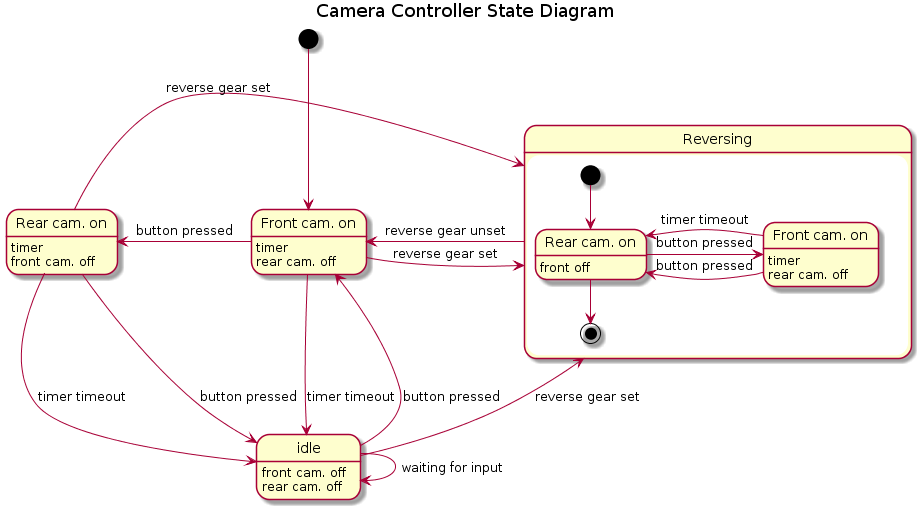 Camera Controller State Diagram
reverse gear set
Reversing
Rear cam. on
timer
front cam. off
button pressed
Front cam. on
timer
rear cam. off
reverse gear unset
reverse gear set
Rear cam. on
front off
timer timeout
button pressed
button pressed
Front cam. on
timer
rear cam. off
timer timeout
button pressed
timer timeout
button pressed
reverse gear set
idle
front cam. off
rear cam. off
waiting for input